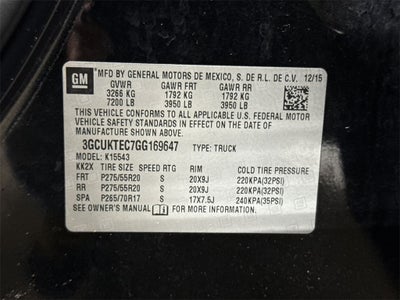 GM
MFD BY GENERAL MOTORS DE MEXICO, S. DE R.L. DE C.V. 12/15
GVWR GAWR FRT GAWR RR
3266 KG 1792 KG 1792 KG
7200 LB 3950 LB 3950 LB
THIS VEHICLE CONFORMS TO ALL APPLICABLE U.S. FEDERAL MOTOR
VEHICLE SAFETY STANDARDS IN EFFECT ON THE DATE OF
MANUFACTURE SHOWN ABOVE.
3GCUKTEC7GG169647 TYPE: TRUCK
MODEL: K15543
KK2X TIRE SIZE SPEED RTG RIM COLD TIRE PRESSURE
FRT P275/55R20 S 20X9J 220KPA(32PSI)
RR P275/55R20 S 20X9J 220KPA(32PSI)
SPA P265/70R17 S 17X7.5J 240KPA(35PSI)
SEE OWNER'S MANUAL FOR MORE INFORMATION